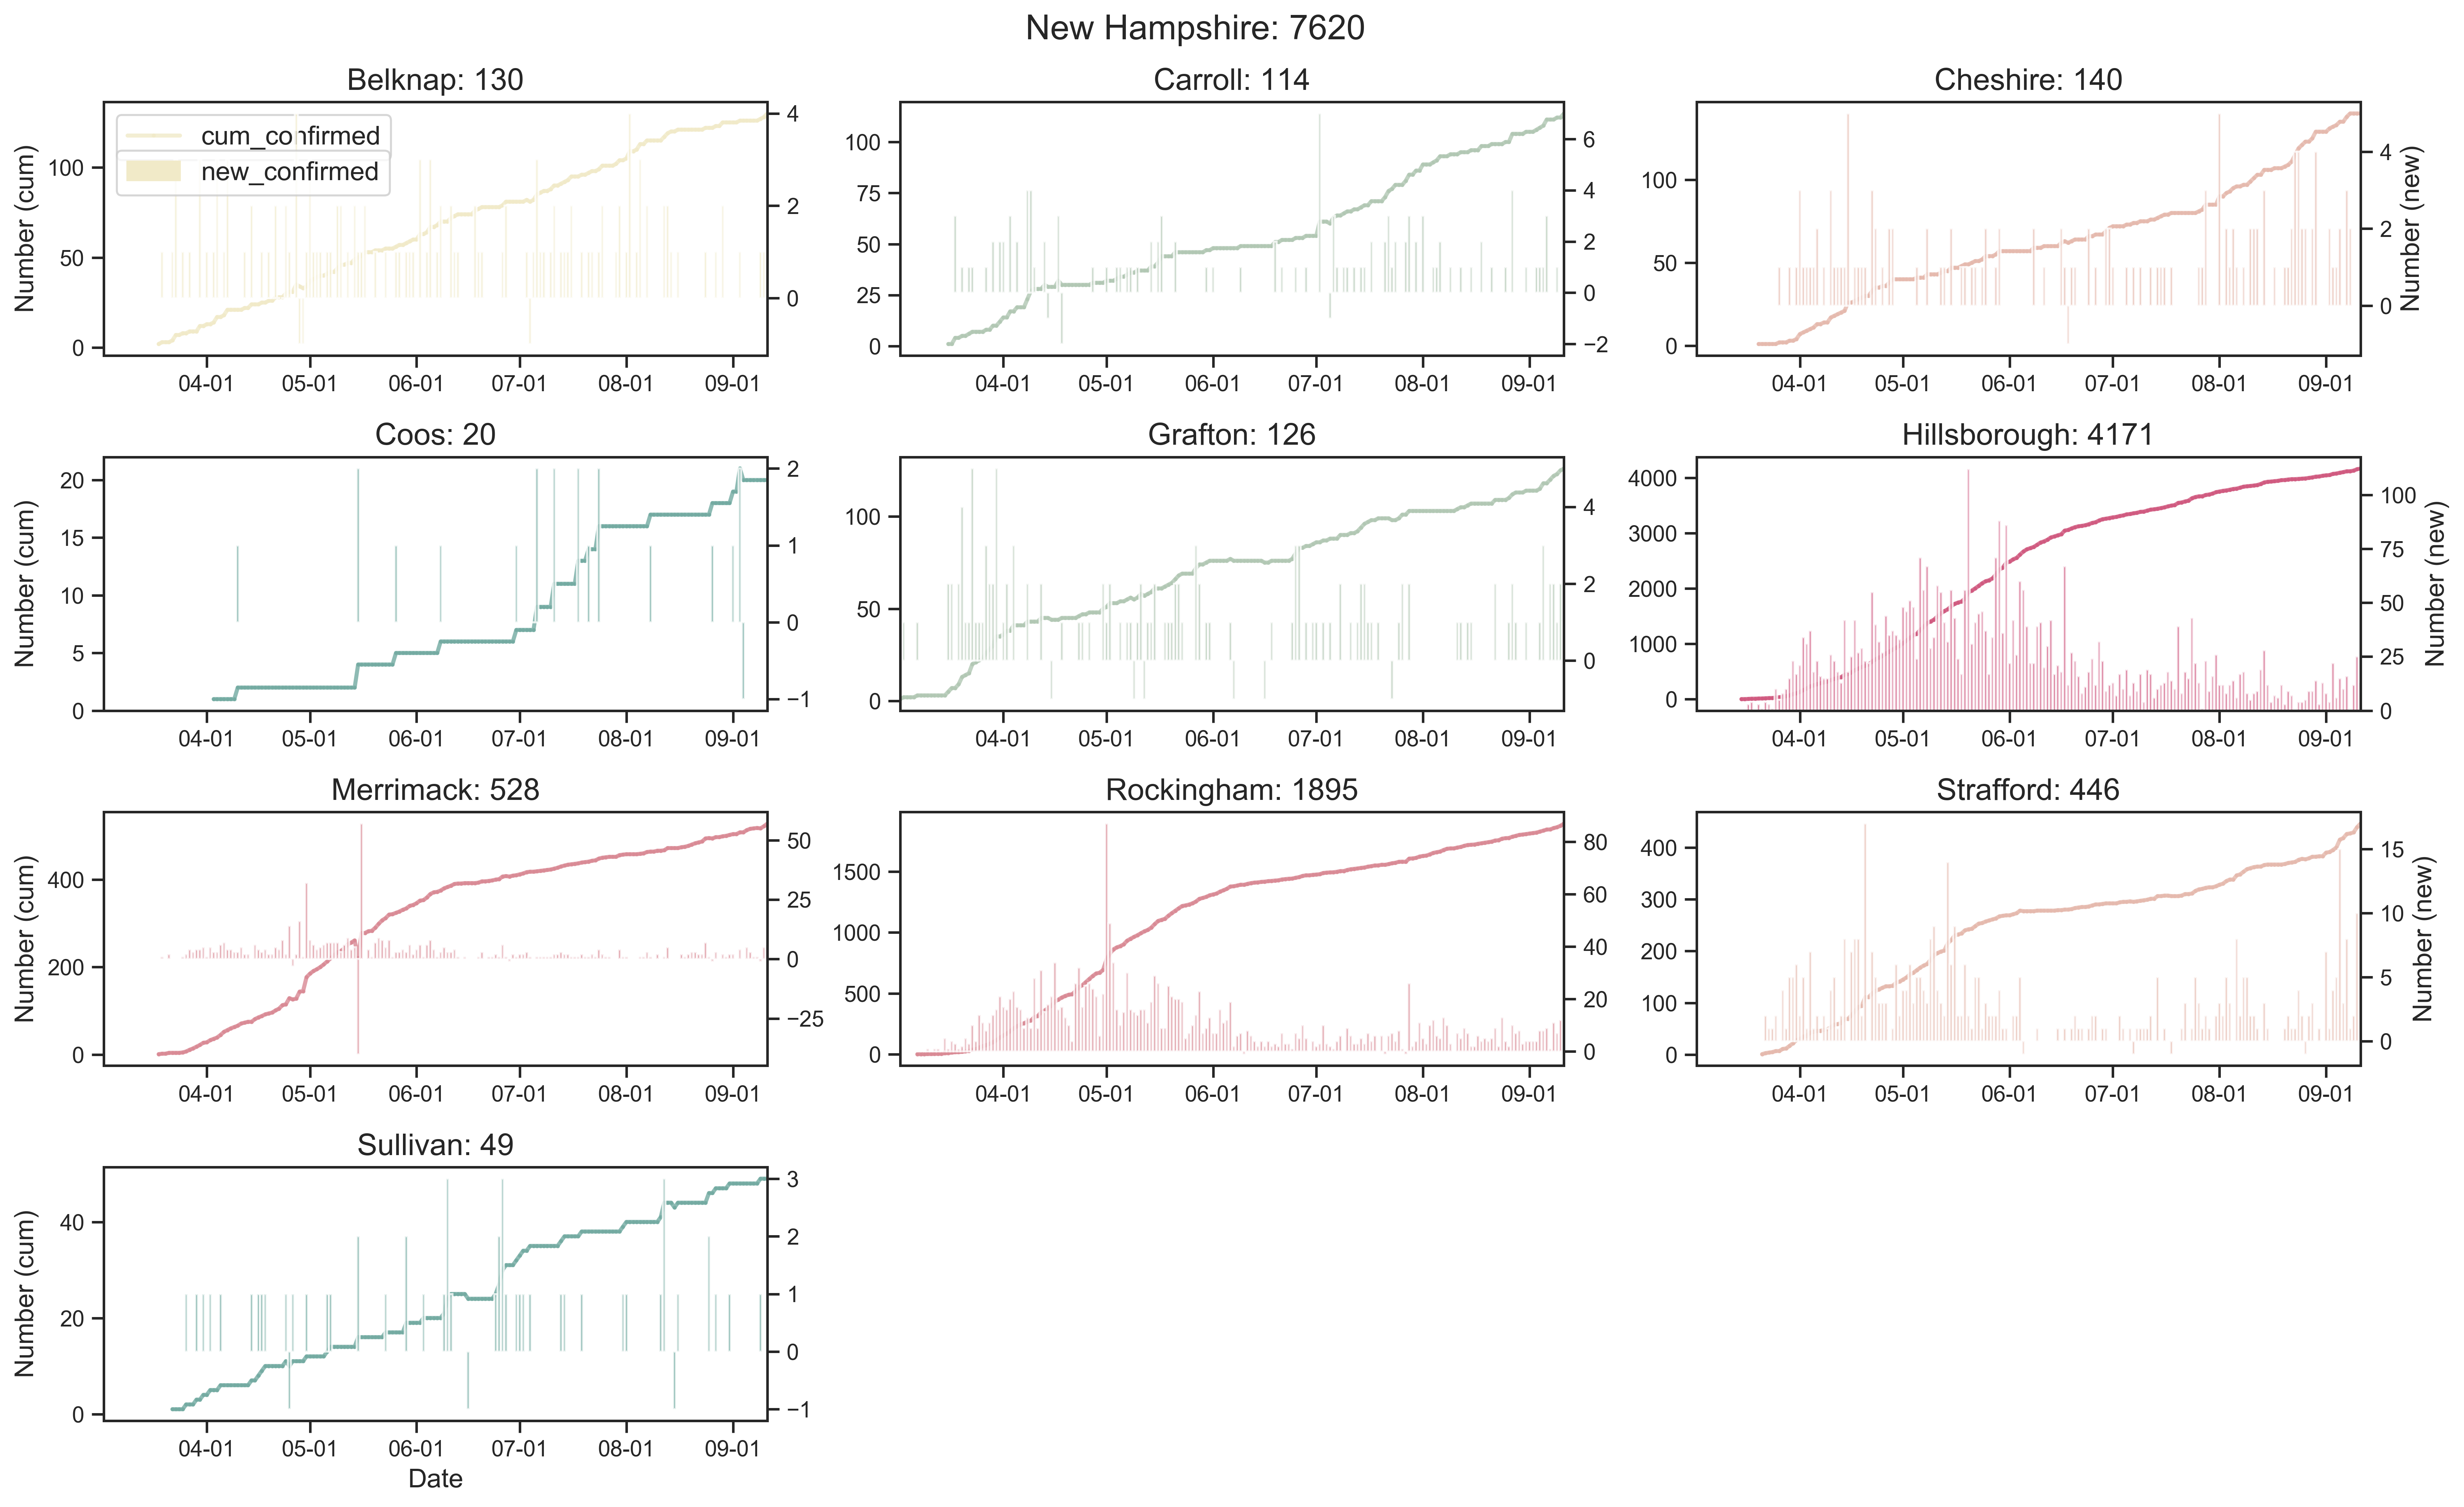 New Hampshire: 7620
Belknap: 130
Number (cum)
100
50
0
cum_confirmed
new_confirmed
4
2
0
04-01 05-01 06-01 07-01 08-01 09-01
Carroll: 114
100
75
50
25
0
6
4
2
0
−2
04-01 05-01 06-01 07-01 08-01 09-01
Cheshire: 140
100
50
0
4
2
0
Number (new)
04-01 05-01 06-01 07-01 08-01 09-01
Coos: 20
Number (cum)
20
15
10
5
0
2
1
0
−1
04-01 05-01 06-01 07-01 08-01 09-01
Grafton: 126
100
50
0
4
2
0
04-01 05-01 06-01 07-01 08-01 09-01
Hillsborough: 4171
4000
3000
2000
1000
0
100
75
50
25
0
Number (new)
04-01 05-01 06-01 07-01 08-01 09-01
Merrimack: 528
Number (cum)
400
200
0
50
25
0
−25
04-01 05-01 06-01 07-01 08-01 09-01
Rockingham: 1895
1500
1000
500
0
80
60
40
20
0
04-01 05-01 06-01 07-01 08-01 09-01
Strafford: 446
400
300
200
100
0
15
10
5
0
Number (new)
04-01 05-01 06-01 07-01 08-01 09-01
Sullivan: 49
Number (cum)
40
20
0
3
2
1
0
−1
04-01 05-01 06-01 07-01 08-01 09-01
Date